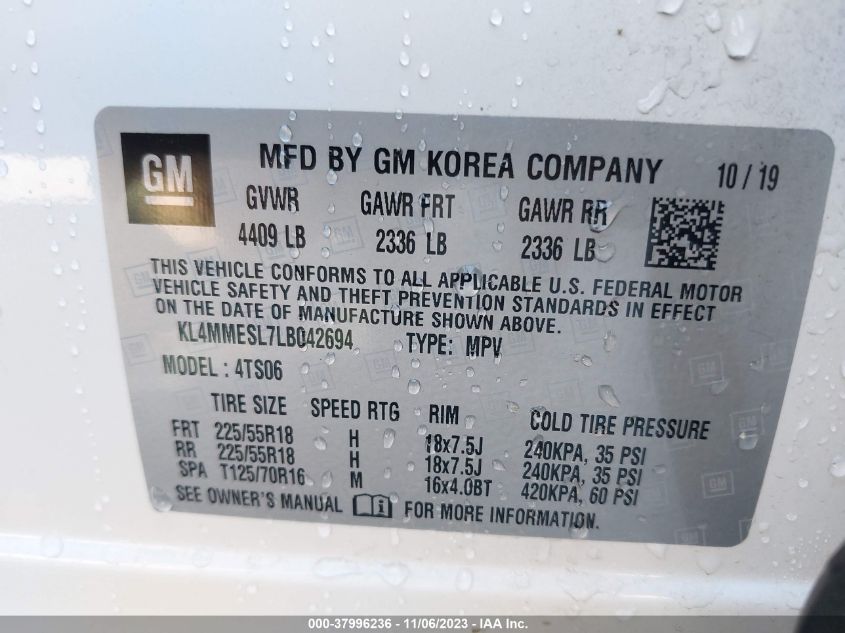 GM
MFD BY GM KOREA COMPANY 10/19
GVWR GAWR FRT GAWR RR
4409 LB 2336 LB 2336 LB
THIS VEHICLE CONFORMS TO ALL APPLICABLE U.S. FEDERAL MOTOR
VEHICLE SAFETY AND THEFT PREVENTION STANDARDS IN EFFECT
ON THE DATE OF MANUFACTURE SHOWN ABOVE.
KL4MMESL7LB042694 TYPE: MPV
MODEL: 4TS06
TIRE SIZE SPEED RTG RIM COLD TIRE PRESSURE
FRT 225/55R18 H 18x7.5J 240KPA, 35 PSI
RR 225/55R18 H 18x7.5J 240KPA, 35 PSI
SPA T125/70R16 M 16x4.0BT 420KPA, 60 PSI
SEE OWNER'S MANUAL i FOR MORE INFORMATION.
000-37996236 - 11/06/2023 - IAA Inc.